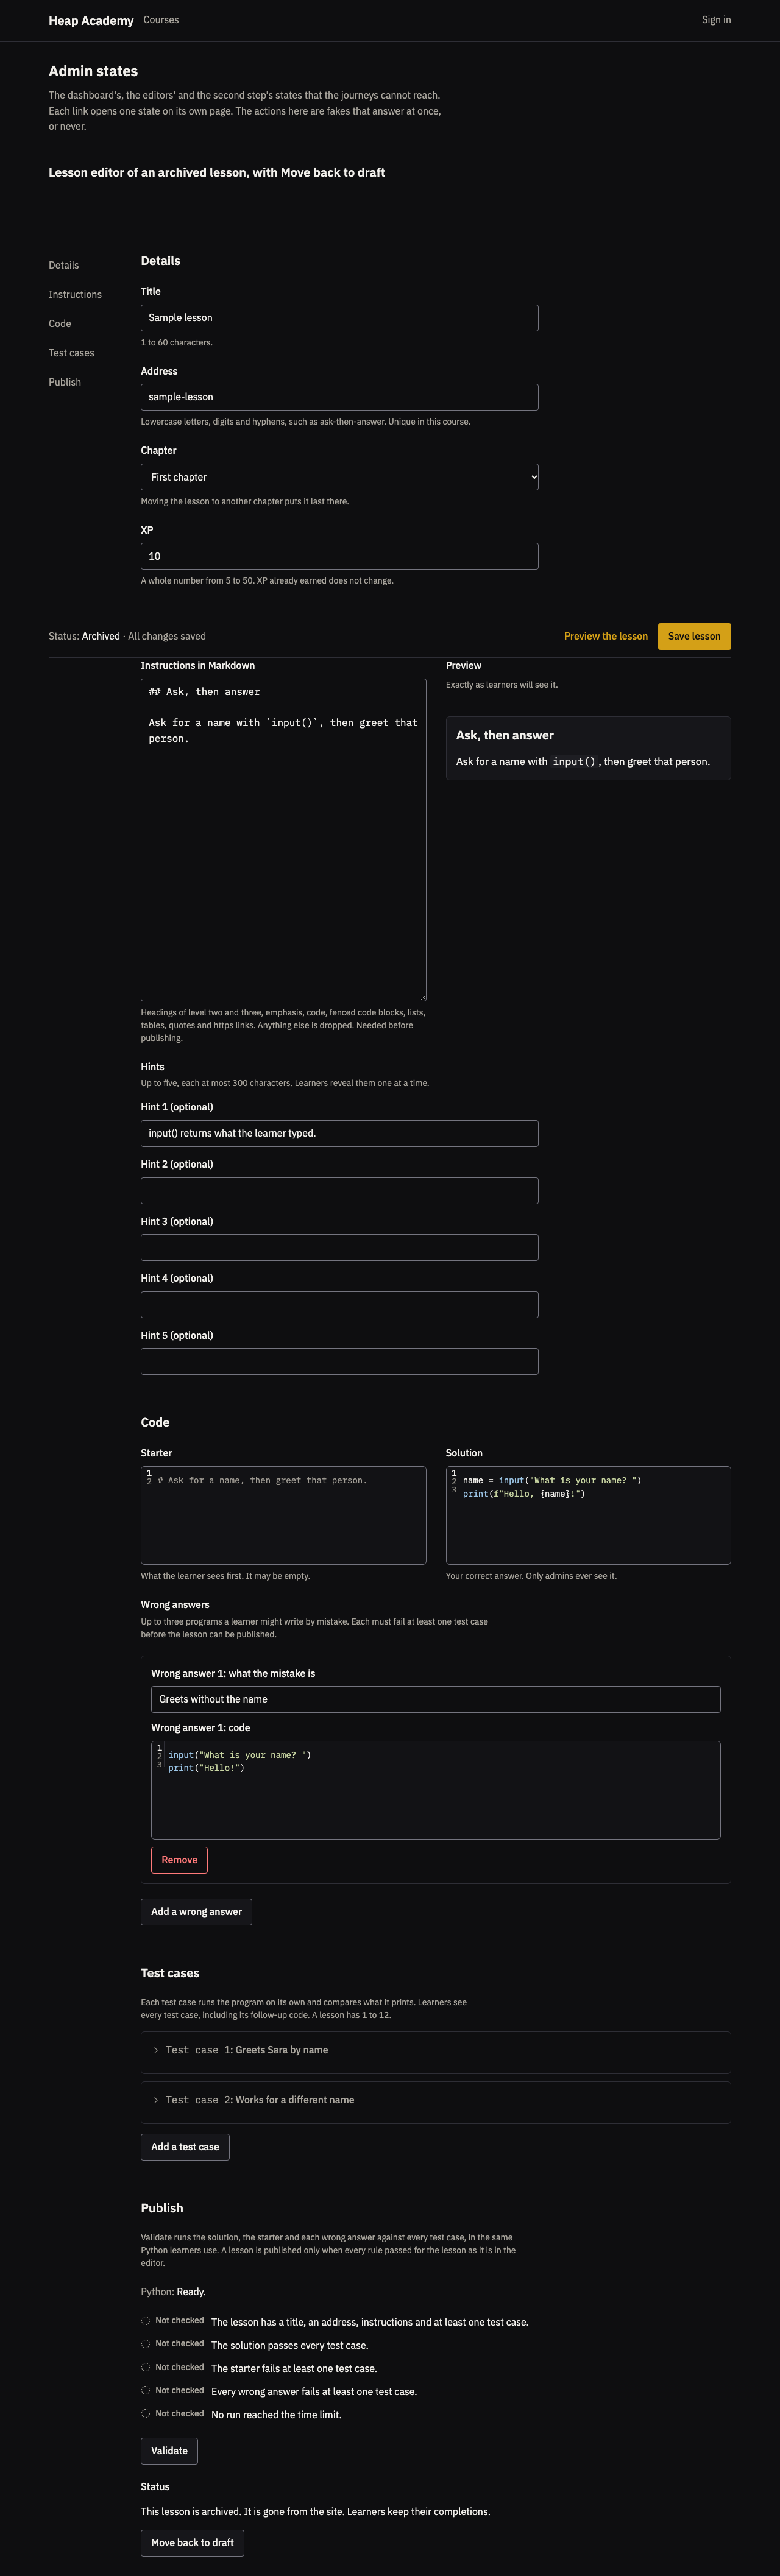 Heap Academy
Courses
Sign in
Admin states
The dashboard's, the editors' and the second step's states that the journeys cannot reach.
Each link opens one state on its own page. The actions here are fakes that answer at once,
or never.
Lesson editor of an archived lesson, with Move back to draft
Details
Instructions
Code
Test cases
Publish
Details
Title
Sample lesson
1 to 60 characters.
Address
sample-lesson
Lowercase letters, digits and hyphens, such as ask-then-answer. Unique in this course.
Chapter
First chapter
Moving the lesson to another chapter puts it last there.
XP
10
A whole number from 5 to 50. XP already earned does not change.
Status: Archived · All changes saved
Preview the lesson
Save lesson
Instructions in Markdown
## Ask, then answer
Ask for a name with `input()`, then greet that
person.
Headings of level two and three, emphasis, code, fenced code blocks, lists,
tables, quotes and https links. Anything else is dropped. Needed before
publishing.
Preview
Exactly as learners will see it.
Ask, then answer
Ask for a name with input(), then greet that person.
Hints
Up to five, each at most 300 characters. Learners reveal them one at a time.
Hint 1 (optional)
input() returns what the learner typed.
Hint 2 (optional)
Hint 3 (optional)
Hint 4 (optional)
Hint 5 (optional)
Code
Starter
1
2
# Ask for a name, then greet that person.
What the learner sees first. It may be empty.
Solution
1
2
3
name = input("What is your name? ")
print(f"Hello, {name}!")
Your correct answer. Only admins ever see it.
Wrong answers
Up to three programs a learner might write by mistake. Each must fail at least one test case
before the lesson can be published.
Wrong answer 1: what the mistake is
Greets without the name
Wrong answer 1: code
1
2
3
input("What is your name? ")
print("Hello!")
Remove
Add a wrong answer
Test cases
Each test case runs the program on its own and compares what it prints. Learners see
every test case, including its follow-up code. A lesson has 1 to 12.
Test case 1: Greets Sara by name
Test case 2: Works for a different name
Add a test case
Publish
Validate runs the solution, the starter and each wrong answer against every test case, in the same
Python learners use. A lesson is published only when every rule passed for the lesson as it is in the
editor.
Python: Ready.
Not checked The lesson has a title, an address, instructions and at least one test case.
Not checked The solution passes every test case.
Not checked The starter fails at least one test case.
Not checked Every wrong answer fails at least one test case.
Not checked No run reached the time limit.
Validate
Status
This lesson is archived. It is gone from the site. Learners keep their completions.
Move back to draft